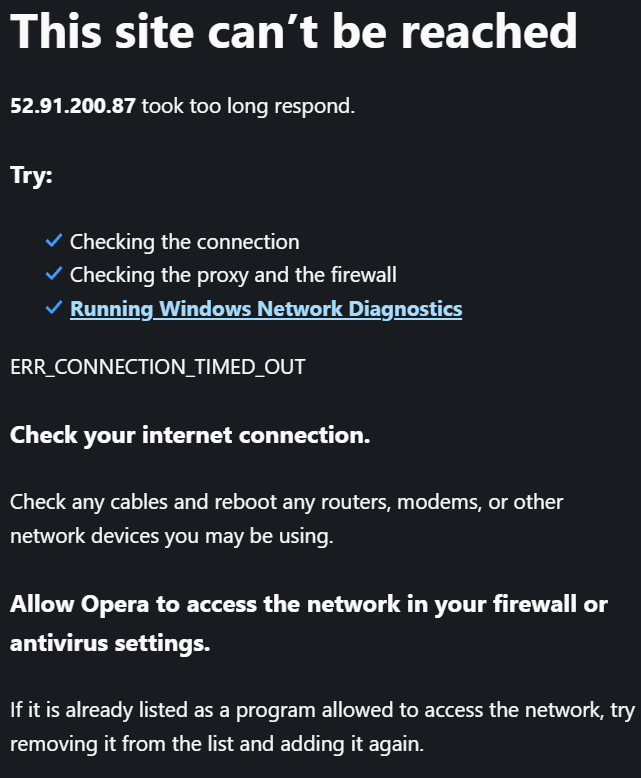 This site can’t be reached
52.91.200.87 took too long respond.
Try:
Checking the connection
Checking the proxy and the firewall
Running Windows Network Diagnostics
ERR_CONNECTION_TIMED_OUT
Check your internet connection.
Check any cables and reboot any routers, modems, or other
network devices you may be using.
Allow Opera to access the network in your firewall or
antivirus settings.
If it is already listed as a program allowed to access the network, try
removing it from the list and adding it again.